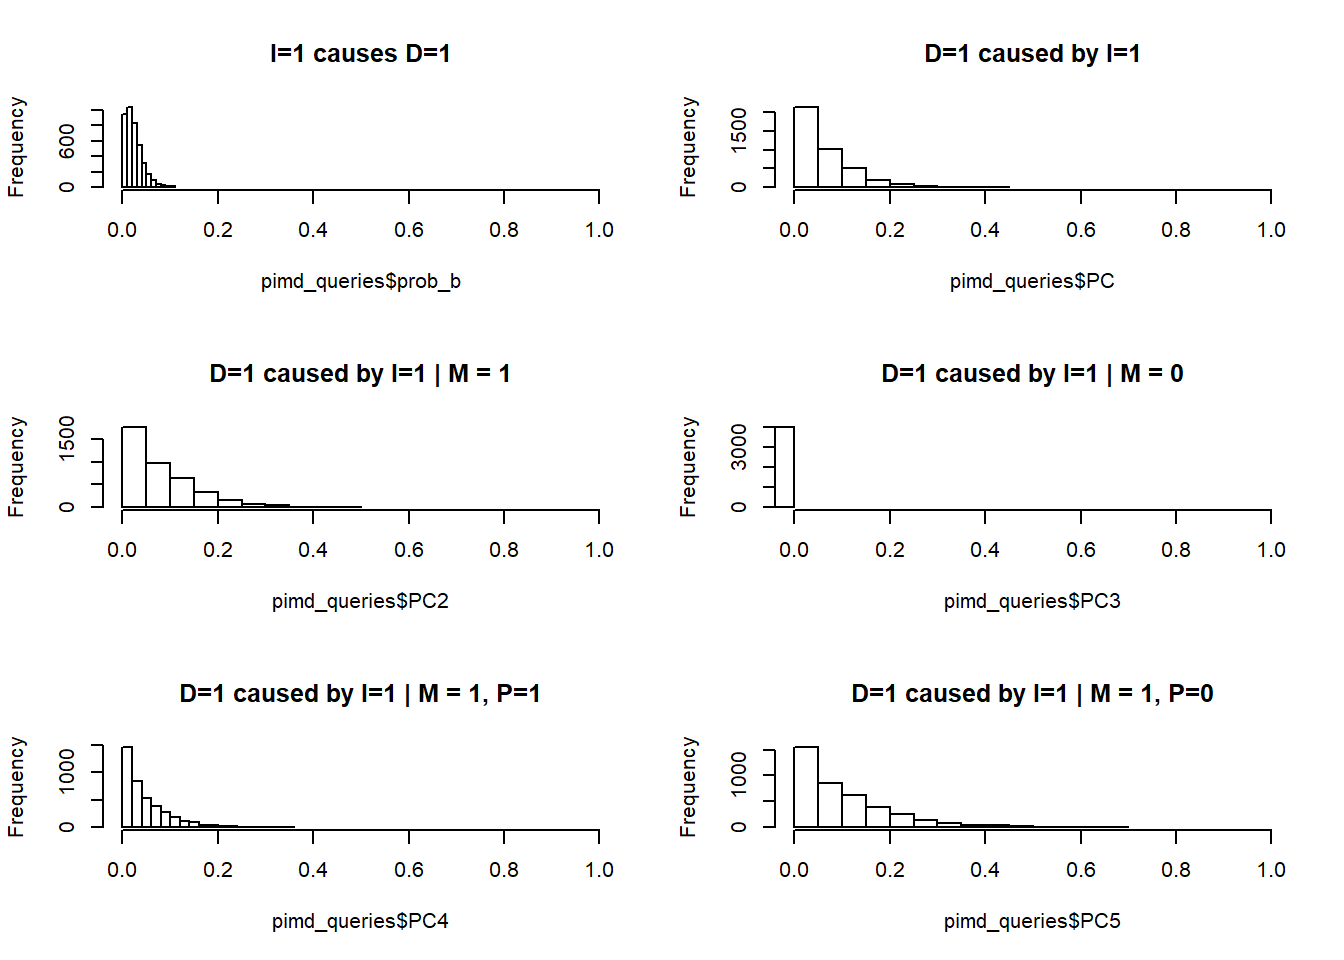 I=1 causes D=1
Frequency
0 600
0.0 0.2 0.4 0.6 0.8 1.0
pimd_queries$prob_b
D=1 caused by I=1
Frequency
0 1500
0.0 0.2 0.4 0.6 0.8 1.0
pimd_queries$PC
D=1 caused by I=1 | M = 1
Frequency
0 1500
0.0 0.2 0.4 0.6 0.8 1.0
pimd_queries$PC2
D=1 caused by I=1 | M = 0
Frequency
0 3000
0.0 0.2 0.4 0.6 0.8 1.0
pimd_queries$PC3
D=1 caused by I=1 | M = 1, P=1
Frequency
0 1000
0.0 0.2 0.4 0.6 0.8 1.0
pimd_queries$PC4
D=1 caused by I=1 | M = 1, P=0
Frequency
0 1000
0.0 0.2 0.4 0.6 0.8 1.0
pimd_queries$PC5